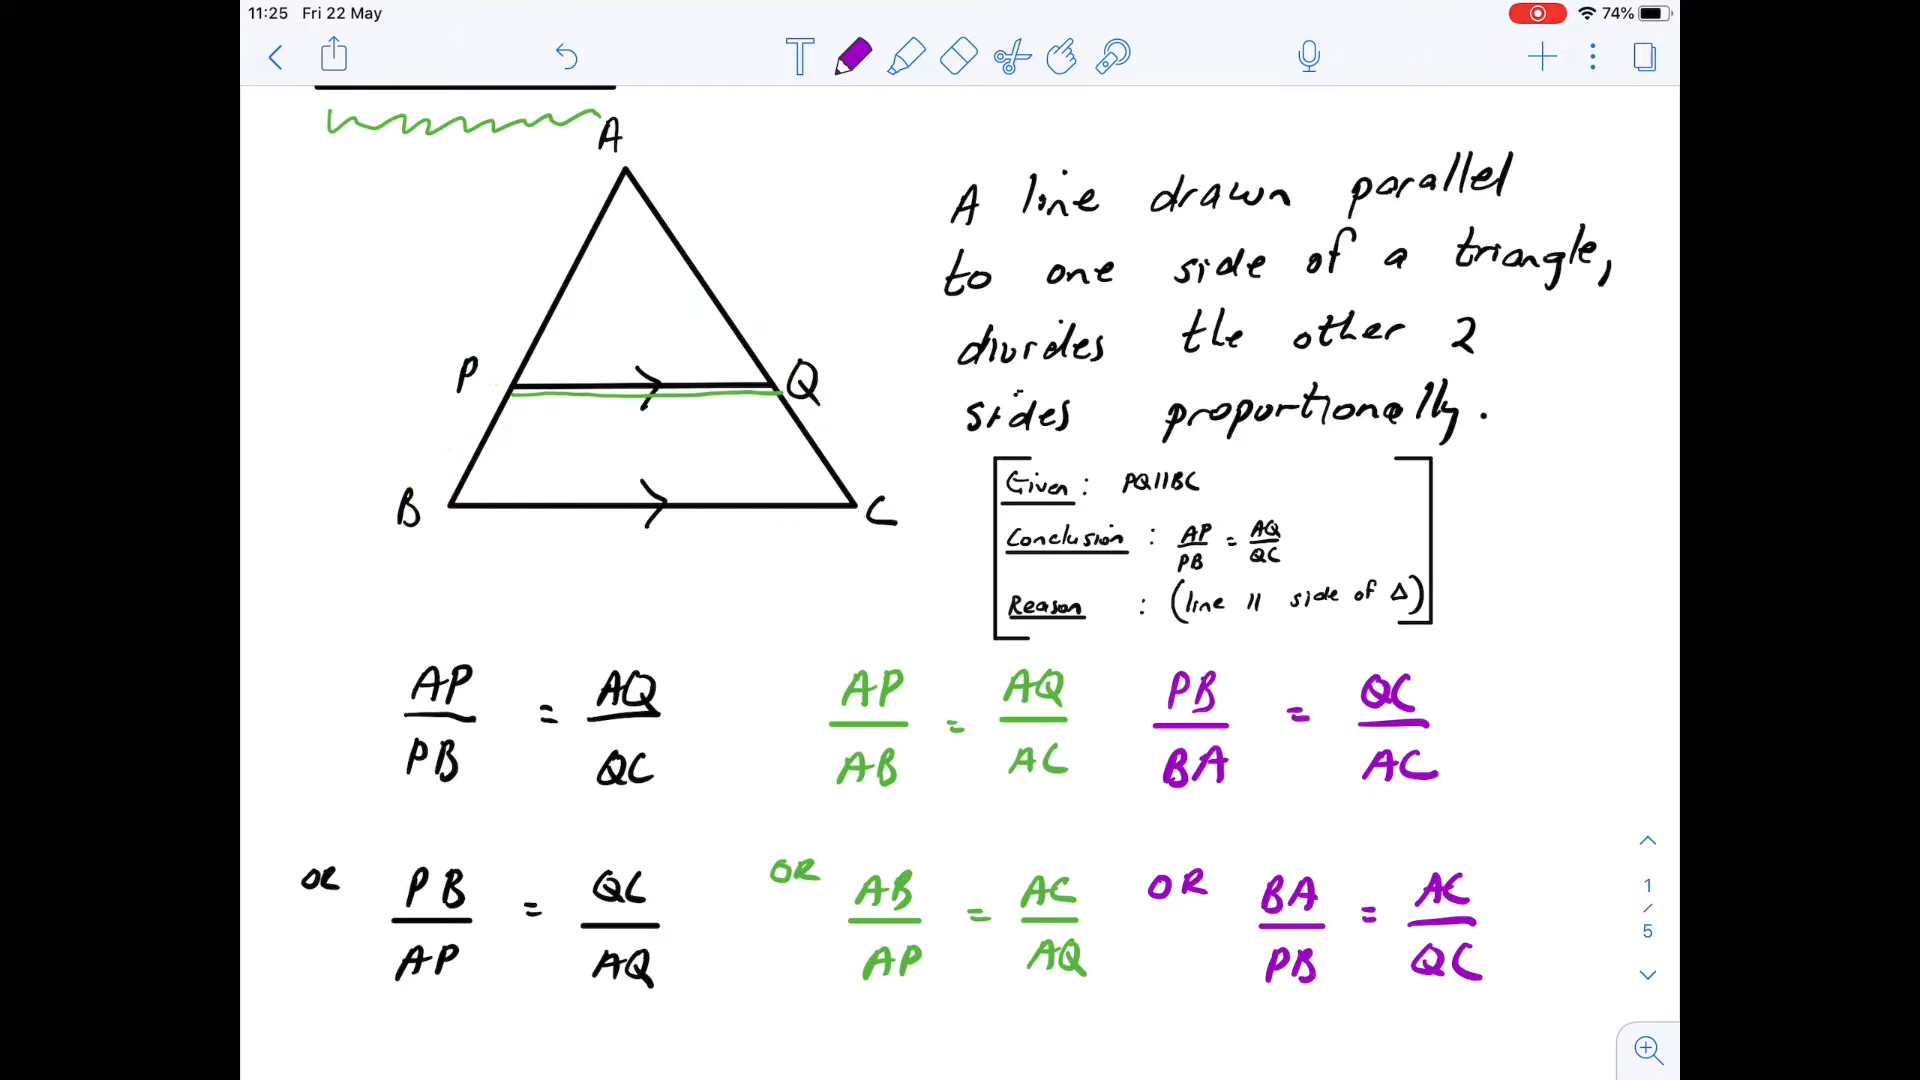 11:25 Fri 22 May
74%
T
A
A line drawn parallel
to one side of a triangle,
divides the other 2
sides proportionally.
P
Q
B
C
Given : PQ||BC
Conclusion : AP/PB = AQ/QC
Reason : (line || side of Δ)
AP/PB = AQ/QC
AP/AB = AQ/AC
PB/BA = QC/AC
OR PB/AP = QC/AQ
OR AB/AP = AC/AQ
OR BA/PB = AC/QC
1
/
5